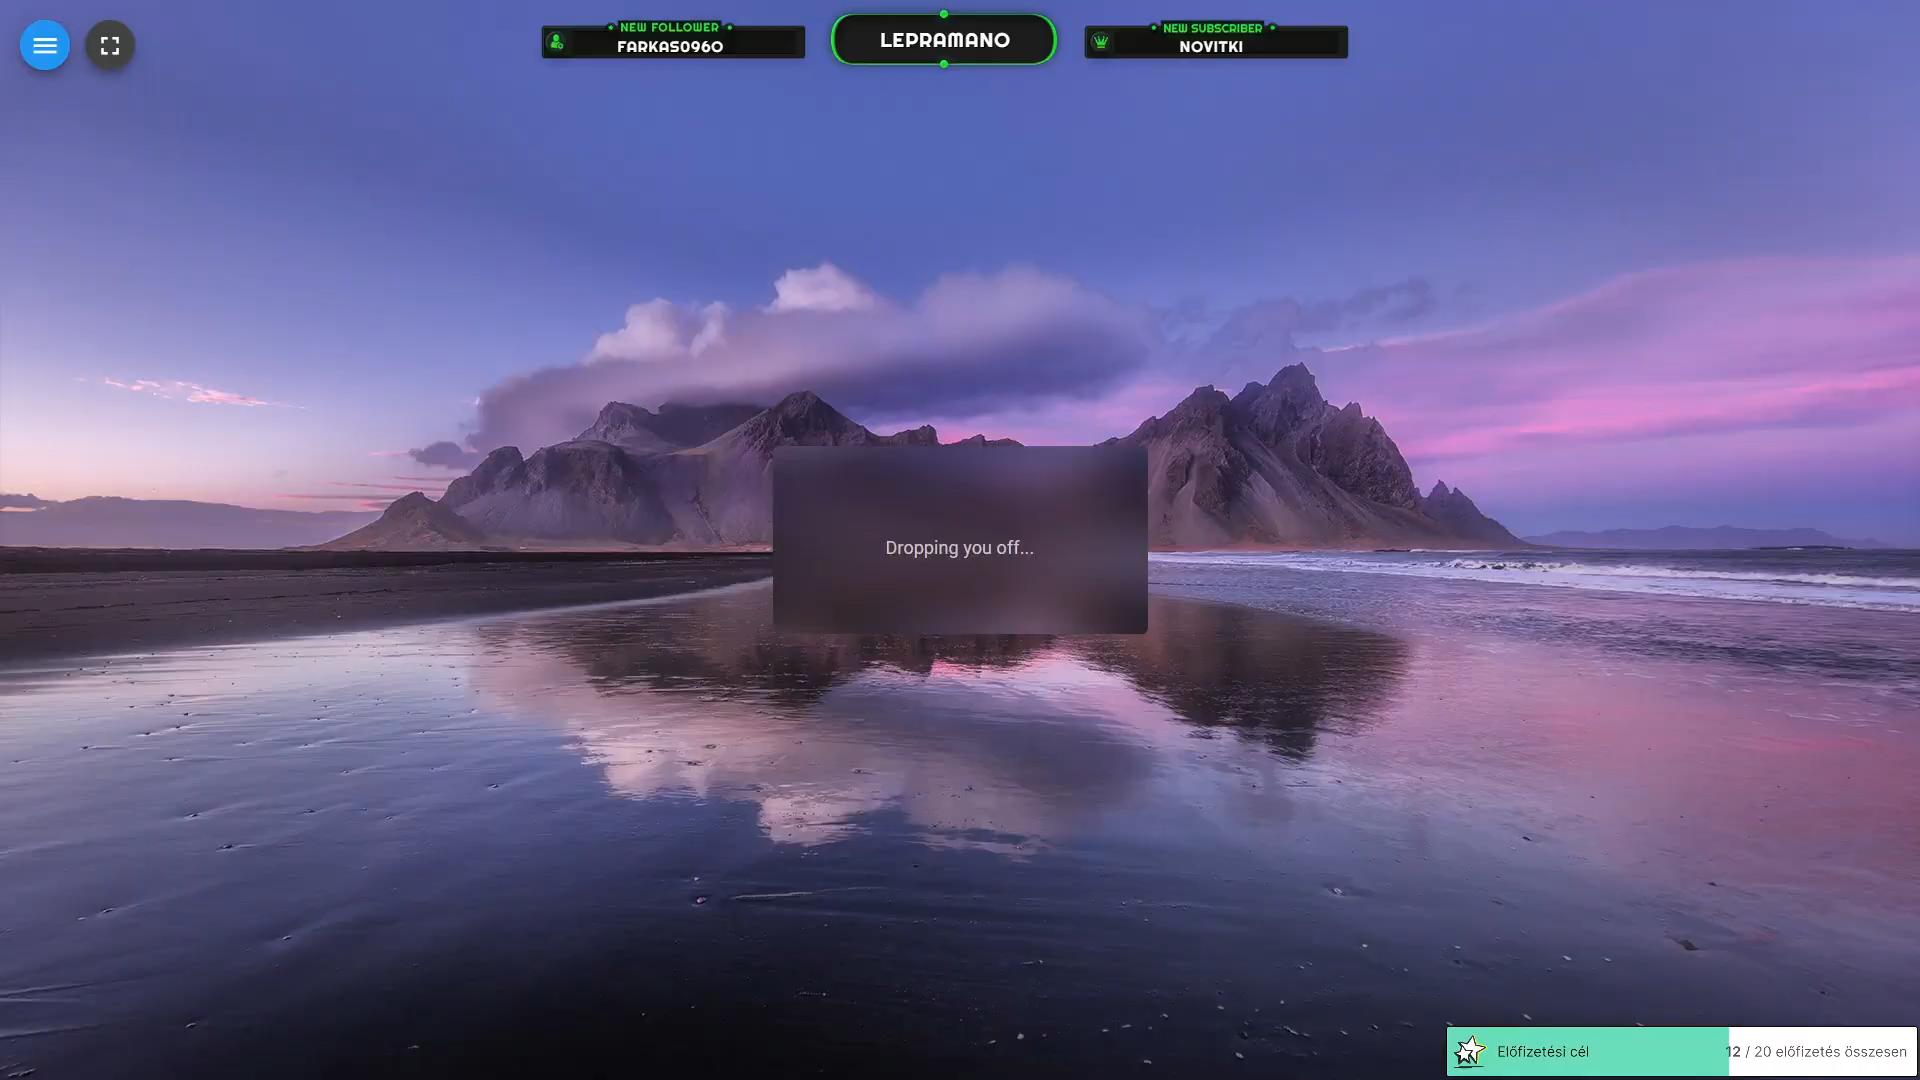 NEW FOLLOWER
FARKAS0960
LEPRAMANO
NEW SUBSCRIBER
NOVITKI
Dropping you off...
Előfizetési cél
12 / 20 előfizetés összesen